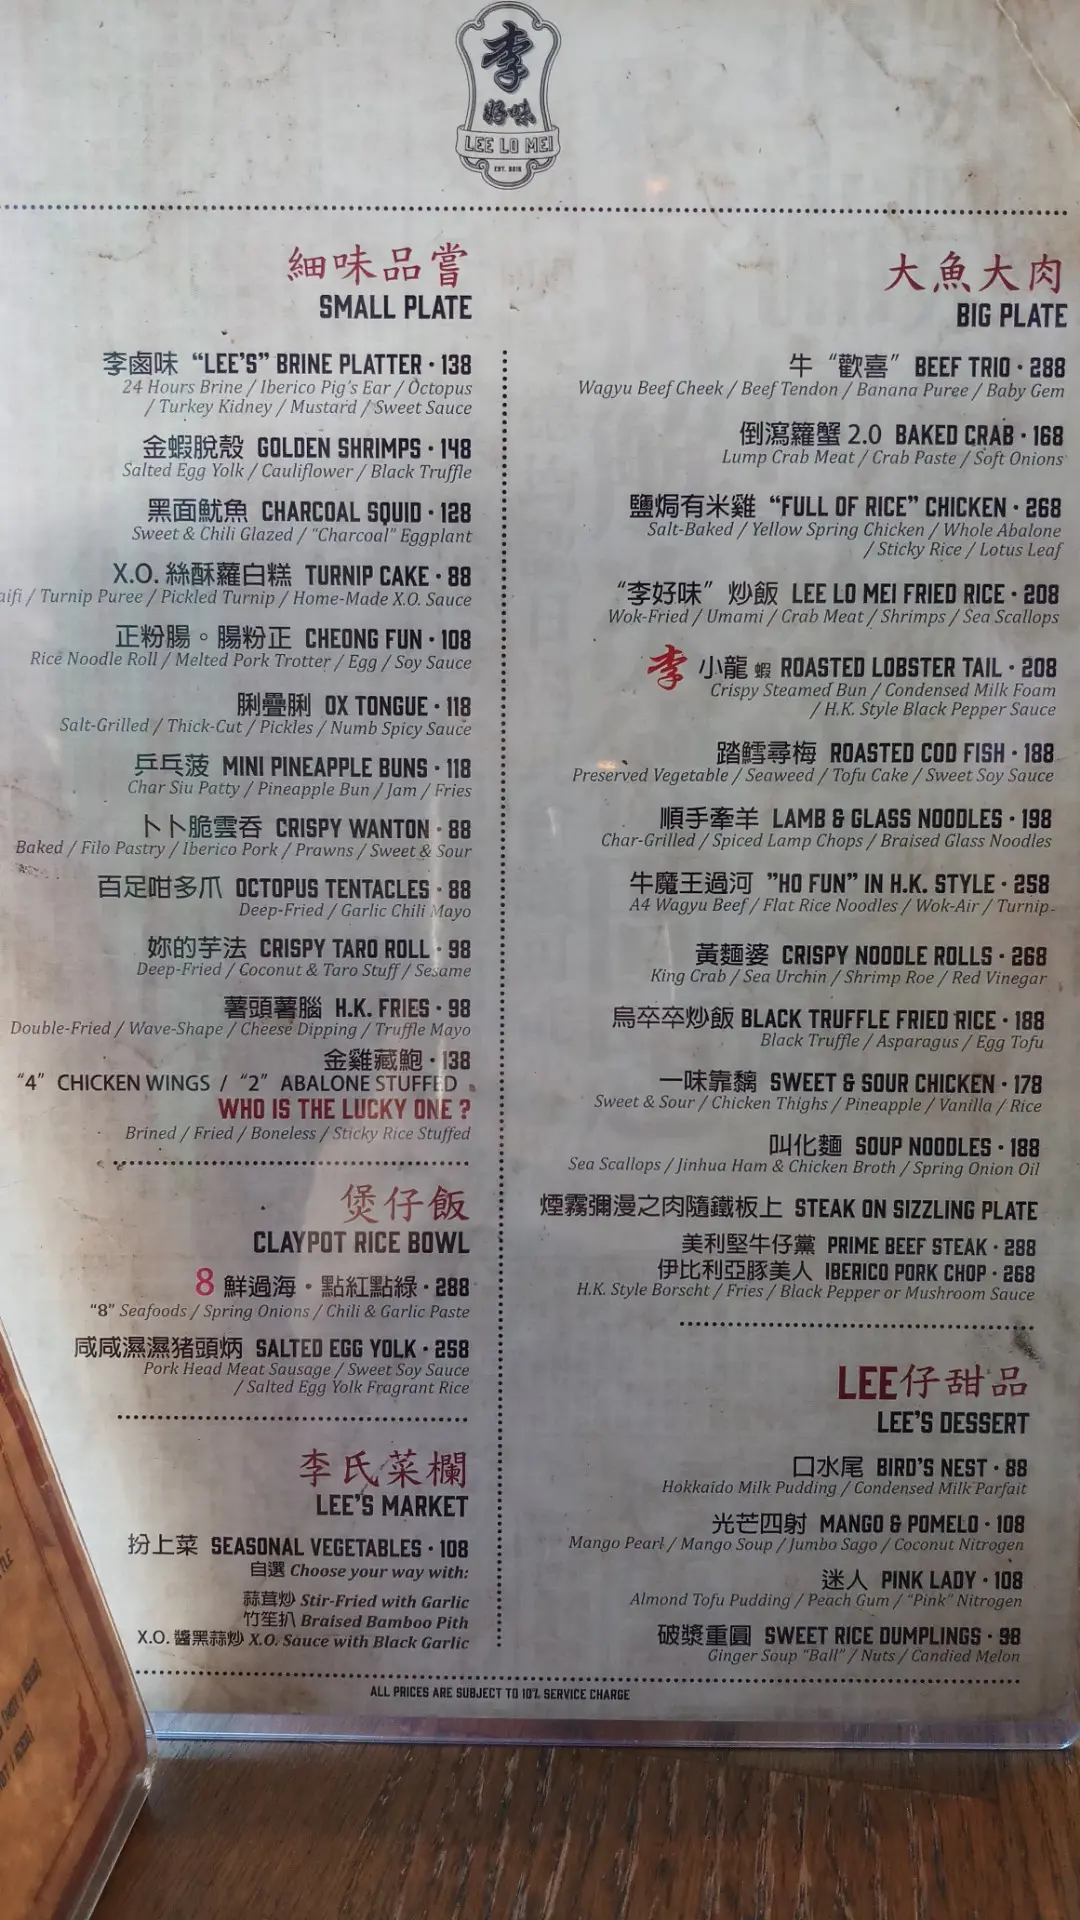 李
好味
LEE LO MEI
細味品嘗
SMALL PLATE
李鹵味 “LEE'S” BRINE PLATTER · 138
24 Hours Brine / Iberico Pig's Ear / Octopus
/ Turkey Kidney / Mustard / Sweet Sauce
金蝦脫殼 GOLDEN SHRIMPS · 148
Salted Egg Yolk / Cauliflower / Black Truffle
黑面魷魚 CHARCOAL SQUID · 128
Sweet & Chili Glazed / “Charcoal” Eggplant
X.O. 絲酥蘿白糕 TURNIP CAKE · 88
/ Turnip Puree / Pickled Turnip / Home-Made X.O. Sauce
正粉腸。腸粉正 CHEONG FUN · 108
Rice Noodle Roll / Melted Pork Trotter / Egg / Soy Sauce
脷疊脷 OX TONGUE · 118
Salt-Grilled / Thick-Cut / Pickles / Numb Spicy Sauce
乒乓菠 MINI PINEAPPLE BUNS · 118
Char Siu Patty / Pineapple Bun / Jam / Fries
卜卜脆雲吞 CRISPY WANTON · 88
Baked / Filo Pastry / Iberico Pork / Prawns / Sweet & Sour
百足咁多爪 OCTOPUS TENTACLES · 88
Deep-Fried / Garlic Chili Mayo
妳的芋法 CRISPY TARO ROLL · 98
Deep-Fried / Coconut & Taro Stuff / Sesame
薯頭薯腦 H.K. FRIES · 98
Double-Fried / Wave-Shape / Cheese Dipping / Truffle Mayo
金雞藏鮑 · 138
“4” CHICKEN WINGS / “2” ABALONE STUFFED
WHO IS THE LUCKY ONE ?
Brined / Fried / Boneless / Sticky Rice Stuffed
煲仔飯
CLAYPOT RICE BOWL
8 鮮過海 · 點紅點綠 · 288
“8” Seafoods / Spring Onions / Chili & Garlic Paste
咸咸濕濕猪頭炳 SALTED EGG YOLK · 258
Pork Head Meat Sausage / Sweet Soy Sauce
/ Salted Egg Yolk Fragrant Rice
李氏菜欄
LEE'S MARKET
扮上菜 SEASONAL VEGETABLES · 108
自選 Choose your way with:
蒜茸炒 Stir-Fried with Garlic
竹笙扒 Braised Bamboo Pith
X.O. 醬黑蒜炒 X.O. Sauce with Black Garlic
大魚大肉
BIG PLATE
牛 “歡喜” BEEF TRIO · 288
Wagyu Beef Cheek / Beef Tendon / Banana Puree / Baby Gem
倒瀉籮蟹 2.0 BAKED CRAB · 168
Lump Crab Meat / Crab Paste / Soft Onions
鹽焗有米雞 “FULL OF RICE” CHICKEN · 268
Salt-Baked / Yellow Spring Chicken / Whole Abalone
/ Sticky Rice / Lotus Leaf
“李好味” 炒飯 LEE LO MEI FRIED RICE · 208
Wok-Fried / Umami / Crab Meat / Shrimps / Sea Scallops
李 小龍蝦 ROASTED LOBSTER TAIL · 208
Crispy Steamed Bun / Condensed Milk Foam
/ H.K. Style Black Pepper Sauce
踏鱈尋梅 ROASTED COD FISH · 188
Preserved Vegetable / Seaweed / Tofu Cake / Sweet Soy Sauce
順手牽羊 LAMB & GLASS NOODLES · 198
Char-Grilled / Spiced Lamp Chops / Braised Glass Noodles
牛魔王過河 ”HO FUN” IN H.K. STYLE · 258
A4 Wagyu Beef / Flat Rice Noodles / Wok-Air / Turnip
黃麵婆 CRISPY NOODLE ROLLS · 268
King Crab / Sea Urchin / Shrimp Roe / Red Vinegar
烏卒卒炒飯 BLACK TRUFFLE FRIED RICE · 188
Black Truffle / Asparagus / Egg Tofu
一味靠黐 SWEET & SOUR CHICKEN · 178
Sweet & Sour / Chicken Thighs / Pineapple / Vanilla / Rice
叫化麵 SOUP NOODLES · 188
Sea Scallops / Jinhua Ham & Chicken Broth / Spring Onion Oil
煙霧彌漫之肉隨鐵板上 STEAK ON SIZZLING PLATE
美利堅牛仔黨 PRIME BEEF STEAK · 288
伊比利亞豚美人 IBERICO PORK CHOP · 268
H.K. Style Borscht / Fries / Black Pepper or Mushroom Sauce
LEE仔甜品
LEE'S DESSERT
口水尾 BIRD'S NEST · 88
Hokkaido Milk Pudding / Condensed Milk Parfait
光芒四射 MANGO & POMELO · 108
Mango Pearl / Mango Soup / Jumbo Sago / Coconut Nitrogen
迷人 PINK LADY · 108
Almond Tofu Pudding / Peach Gum / “Pink” Nitrogen
破漿重圓 SWEET RICE DUMPLINGS · 98
Ginger Soup “Ball” / Nuts / Candied Melon
ALL PRICES ARE SUBJECT TO 10% SERVICE CHARGE